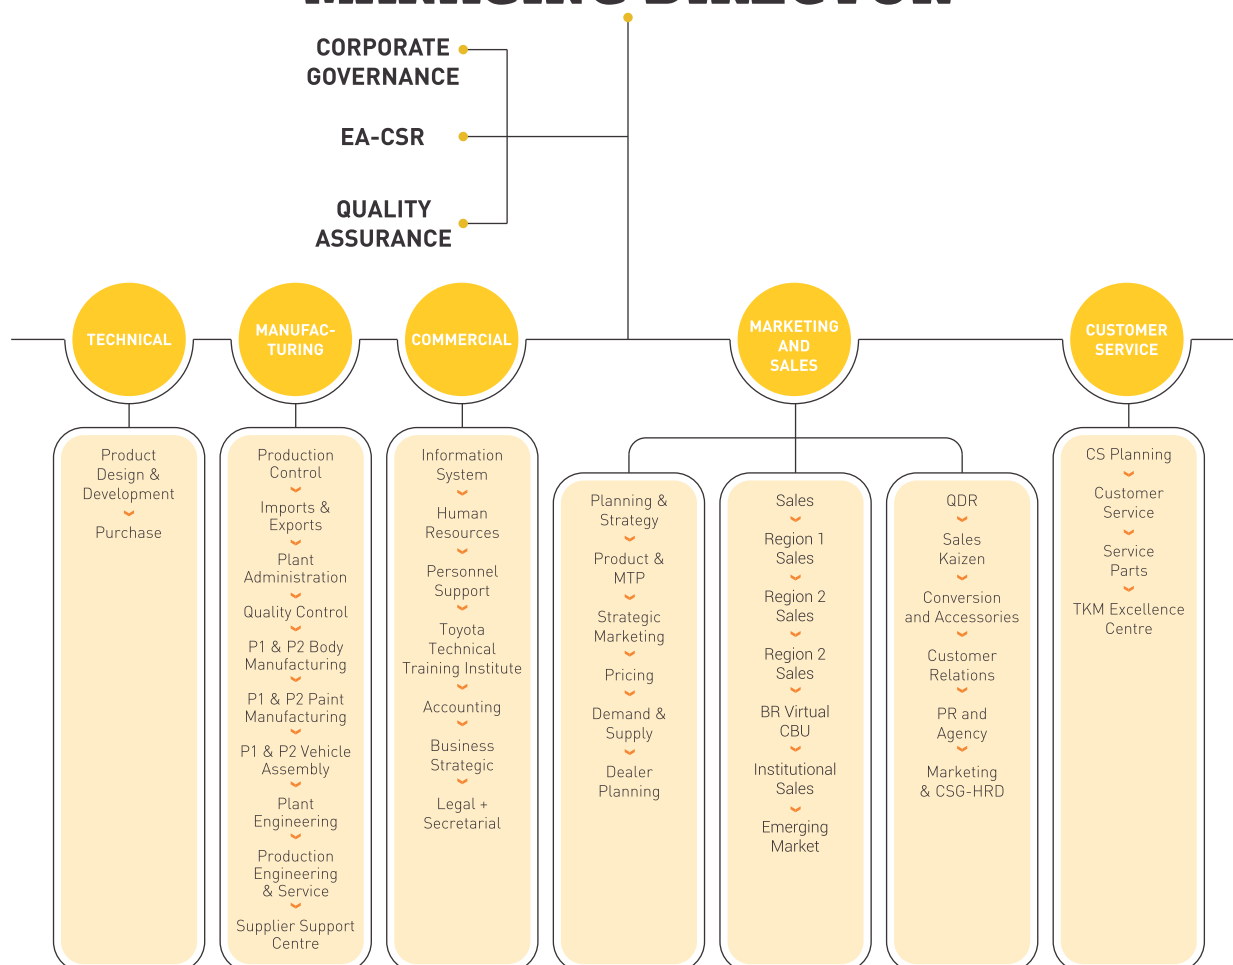 MANAGING DIRECTOR
CORPORATE
GOVERNANCE
EA-CSR
QUALITY
ASSURANCE
TECHNICAL
MANUFAC-
TURING
COMMERCIAL
MARKETING
AND
SALES
CUSTOMER
SERVICE
Product
Design &
Development
Purchase
Production
Control
Imports &
Exports
Plant
Administration
Quality Control
P1 & P2 Body
Manufacturing
P1 & P2 Paint
Manufacturing
P1 & P2 Vehicle
Assembly
Plant
Engineering
Production
Engineering
& Service
Supplier Support
Centre
Information
System
Human
Resources
Personnel
Support
Toyota
Technical
Training Institute
Accounting
Business
Strategic
Legal +
Secretarial
Planning &
Strategy
Product &
MTP
Strategic
Marketing
Pricing
Demand &
Supply
Dealer
Planning
Sales
Region 1
Sales
Region 2
Sales
Region 2
Sales
BR Virtual
CBU
Institutional
Sales
Emerging
Market
QDR
Sales
Kaizen
Conversion
and Accessories
Customer
Relations
PR and
Agency
Marketing
& CSG-HRD
CS Planning
Customer
Service
Service
Parts
TKM Excellence
Centre